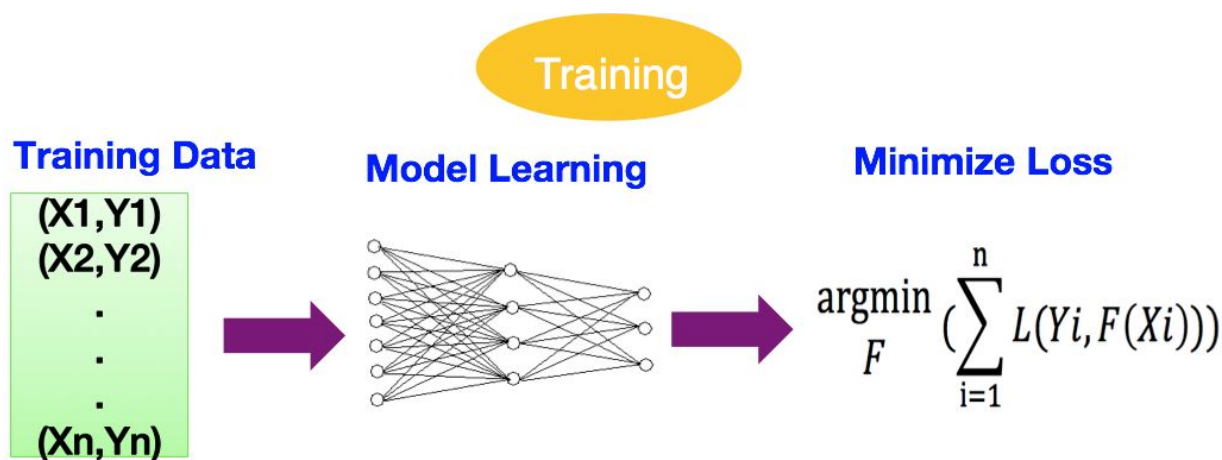 Training
Training Data
Model Learning
Minimize Loss
(X1,Y1)
(X2,Y2)
.
.
.
(Xn,Yn)
argmin
F
(∑
n
i=1
L(Yi, F(Xi)))